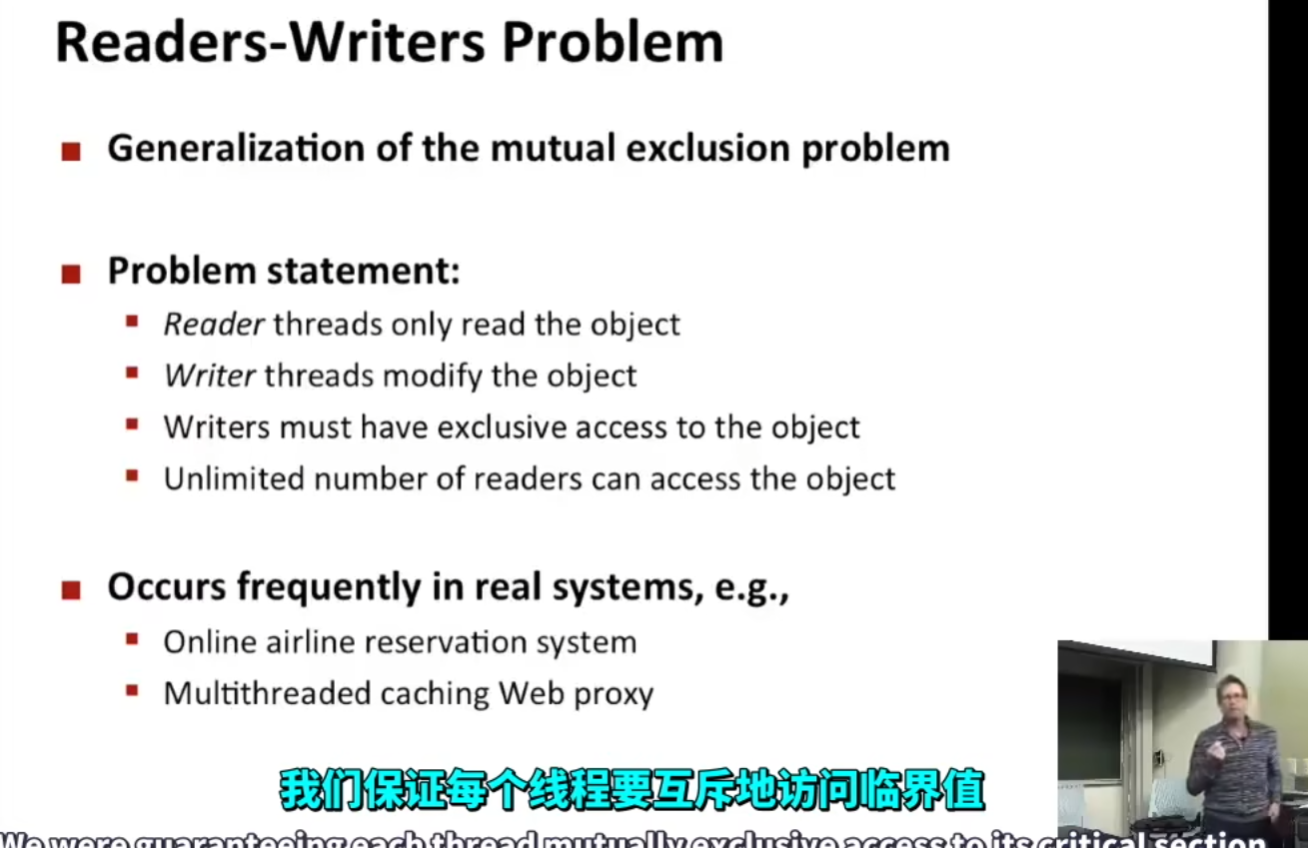 Readers-Writers Problem
Generalization of the mutual exclusion problem
Problem statement:
Reader threads only read the object
Writer threads modify the object
Writers must have exclusive access to the object
Unlimited number of readers can access the object
Occurs frequently in real systems, e.g.,
Online airline reservation system
Multithreaded caching Web proxy
我们保证每个线程要互斥地访问临界值
We were guaranteeing each thread mutually exclusive access to its critical section